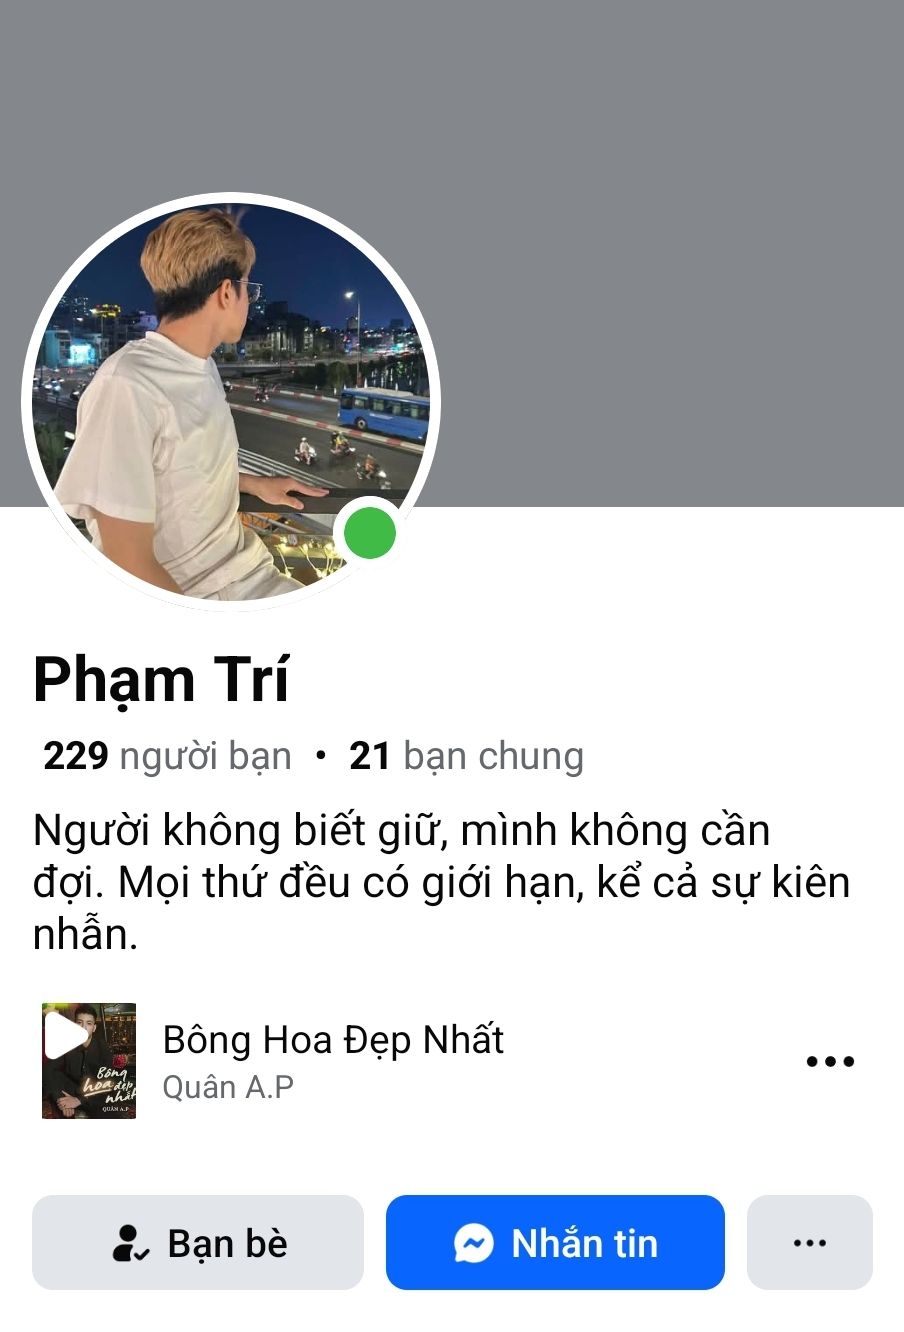 Phạm Trí
229 người bạn • 21 bạn chung
Người không biết giữ, mình không cần
đợi. Mọi thứ đều có giới hạn, kể cả sự kiên
nhẫn.
Bông
hoa đẹp
nhất
QUÂN A.P
Bông Hoa Đẹp Nhất
Quân A.P
Bạn bè
Nhắn tin